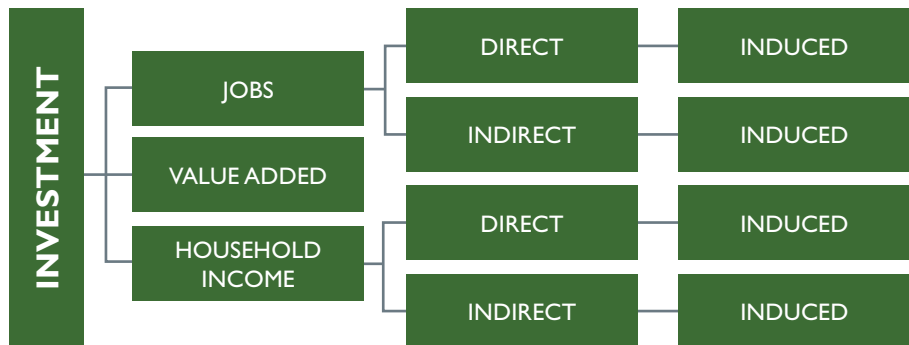 INVESTMENT
JOBS
VALUE ADDED
HOUSEHOLD
INCOME
DIRECT
INDUCED
INDIRECT
INDUCED
DIRECT
INDUCED
INDIRECT
INDUCED